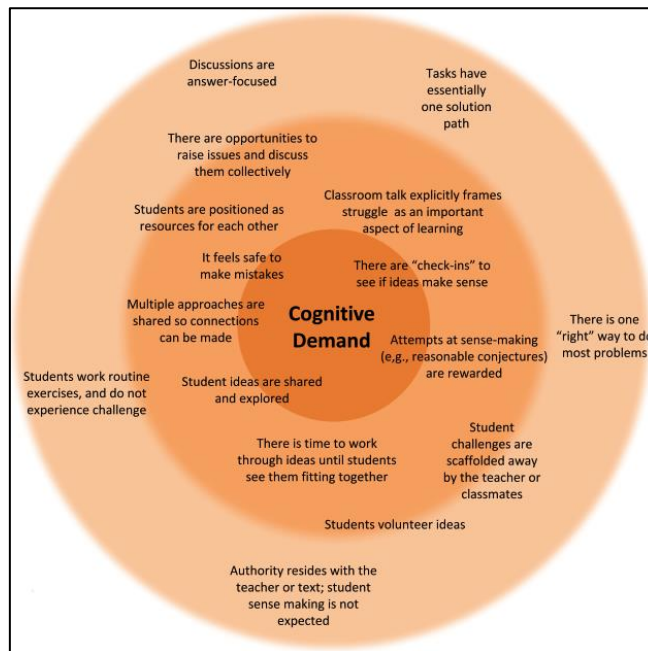 Discussions are
answer-focused
Tasks have
essentially
one solution
path
There are opportunities to
raise issues and discuss
them collectively
Classroom talk explicitly frames
struggle as an important
aspect of learning
Students are positioned as
resources for each other
It feels safe to
make mistakes
There are “check-ins” to
see if ideas make sense
Multiple approaches are
shared so connections
can be made
Cognitive
Demand
There is one
“right” way to do
most problems
Attempts at sense-making
(e,g., reasonable conjectures)
are rewarded
Students work routine
exercises, and do not
experience challenge
Student ideas are shared
and explored
Student
challenges are
scaffolded away
by the teacher or
classmates
There is time to work
through ideas until students
see them fitting together
Students volunteer ideas
Authority resides with the
teacher or text; student
sense making is not
expected